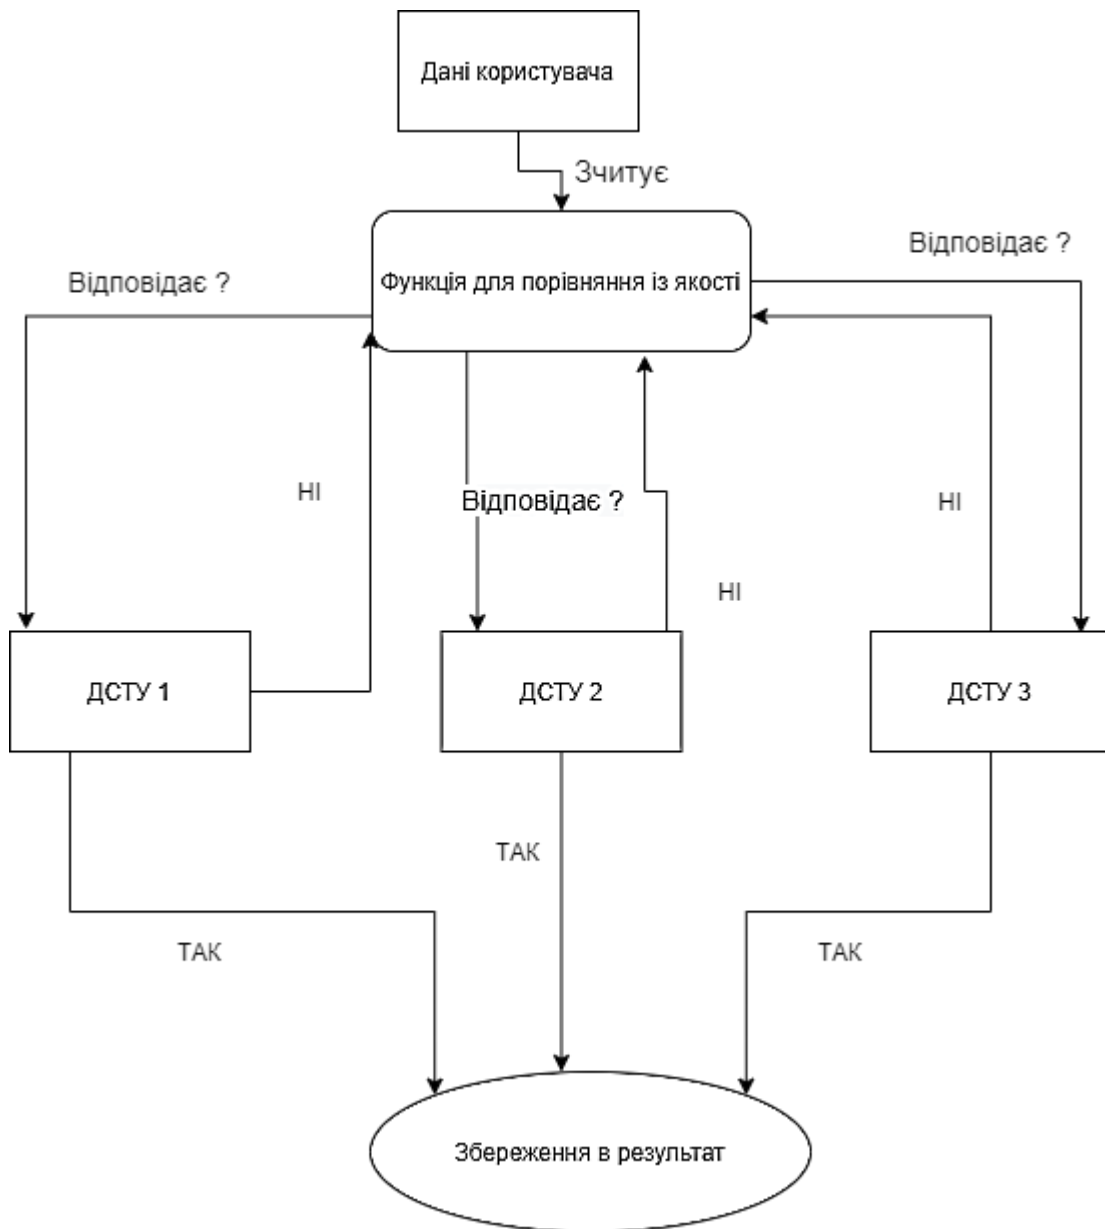 Дані користувача
Зчитує
Відповідає ?
Відповідає ?
Функція для порівняння із якості
НІ
Відповідає ?
НІ
НІ
ДСТУ 1
ДСТУ 2
ДСТУ 3
ТАК
ТАК
ТАК
Збереження в результат